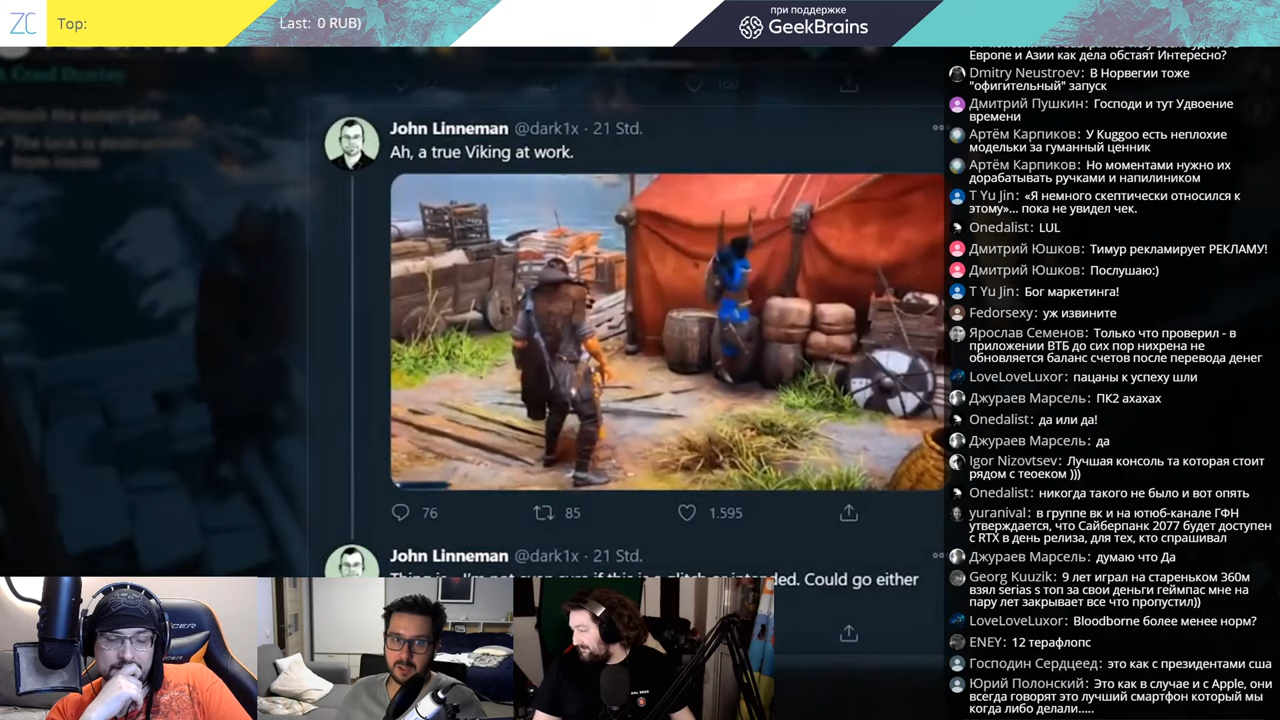 ZC
Top:
Last: 0 RUB)
при поддержке
GeekBrains
John Linneman @dark1x · 21 Std.
Ah, a true Viking at work.
76
85
1.595
John Linneman @dark1x · 21 Std.
Could go either
Европе и Азии как дела обстаят Интересно?
Dmitry Neustroev: В Норвегии тоже
"офигительный" запуск
Дмитрий Пушкин: Господи и тут Удвоение
времени
Артём Карпиков: У Kuggoo есть неплохие
модельки за гуманный ценник
Артём Карпиков: Но моментами нужно их
дорабатывать ручками и напилиником
T Yu Jin: «Я немного скептически относился к
этому»... пока не увидел чек.
Onedalist: LUL
Дмитрий Юшков: Тимур рекламирует РЕКЛАМУ!
Дмитрий Юшков: Послушаю:)
T Yu Jin: Бог маркетинга!
Fedorsexy: уж извините
Ярослав Семенов: Только что проверил - в
приложении ВТБ до сих пор нихрена не
обновляется баланс счетов после перевода денег
LoveLoveLuxor: пацаны к успеху шли
Джураев Марсель: ПК2 ахахах
Onedalist: да или да!
Джураев Марсель: да
Igor Nizovtsev: Лучшая консоль та которая стоит
рядом с теоеком )))
Onedalist: никогда такого не было и вот опять
yuranival: в группе вк и на ютюб-канале ГФН
утверждается, что Сайберпанк 2077 будет доступен
с RTX в день релиза, для тех, кто спрашивал
Джураев Марсель: думаю что Да
Georg Kuuzik: 9 лет играл на стареньком 360м
взял serias s топ за свои деньги геймпас мне на
пару лет закрывает все что пропустил))
LoveLoveLuxor: Bloodborne более менее норм?
ENEY: 12 терафлопс
Господин Сердцеед: это как с президентами сша
Юрий Полонский: Это как в случае и с Apple, они
всегда говорят это лучший смартфон который мы
когда либо делали.....